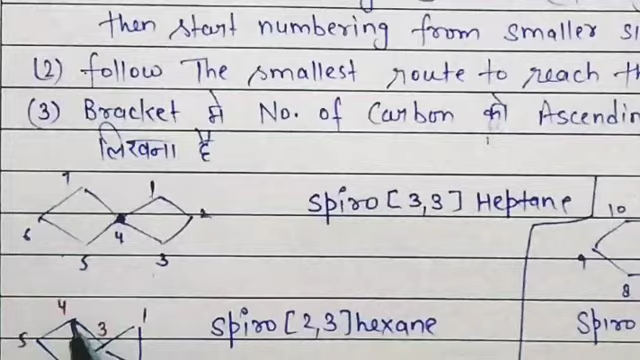 then start numbering from smaller
(2) follow The smallest route to reach
(3) Bracket मे No. of Carbon को Ascendin
लिखना है
7 1 2 6 4 5 3
Spiro [3,3] Heptane
10 9 8
4 3 1 5
Spiro [2,3] hexane
Spiro